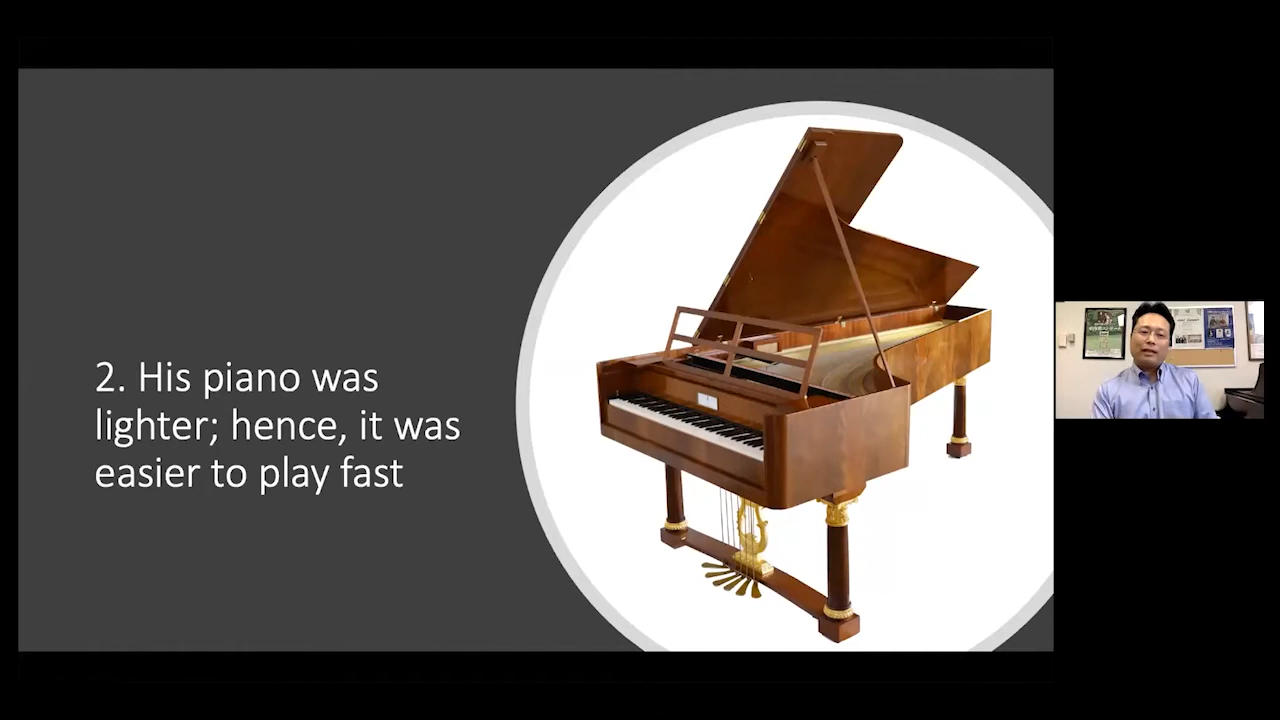 2. His piano was
lighter; hence, it was
easier to play fast